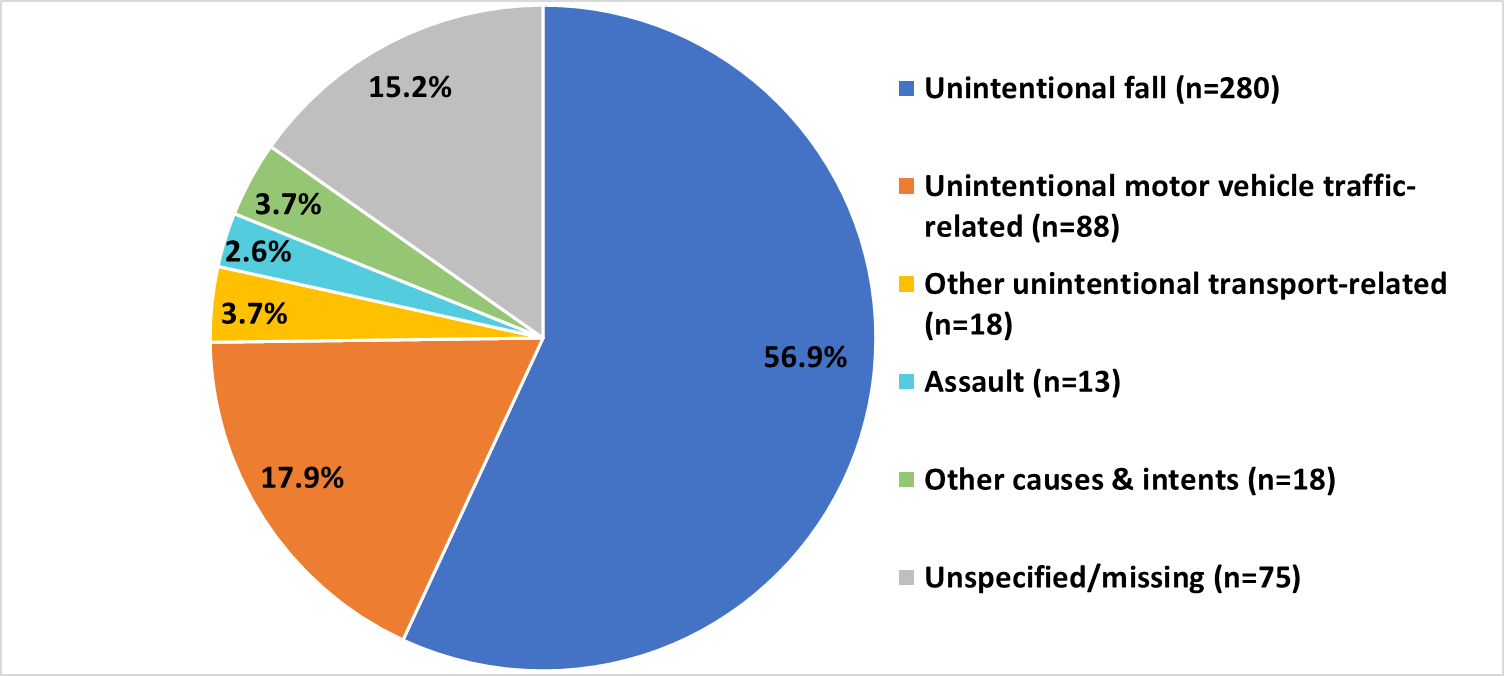 15.2%
3.7%
2.6%
3.7%
17.9%
56.9%
Unintentional fall (n=280)
Unintentional motor vehicle traffic-
related (n=88)
Other unintentional transport-related
(n=18)
Assault (n=13)
Other causes & intents (n=18)
Unspecified/missing (n=75)